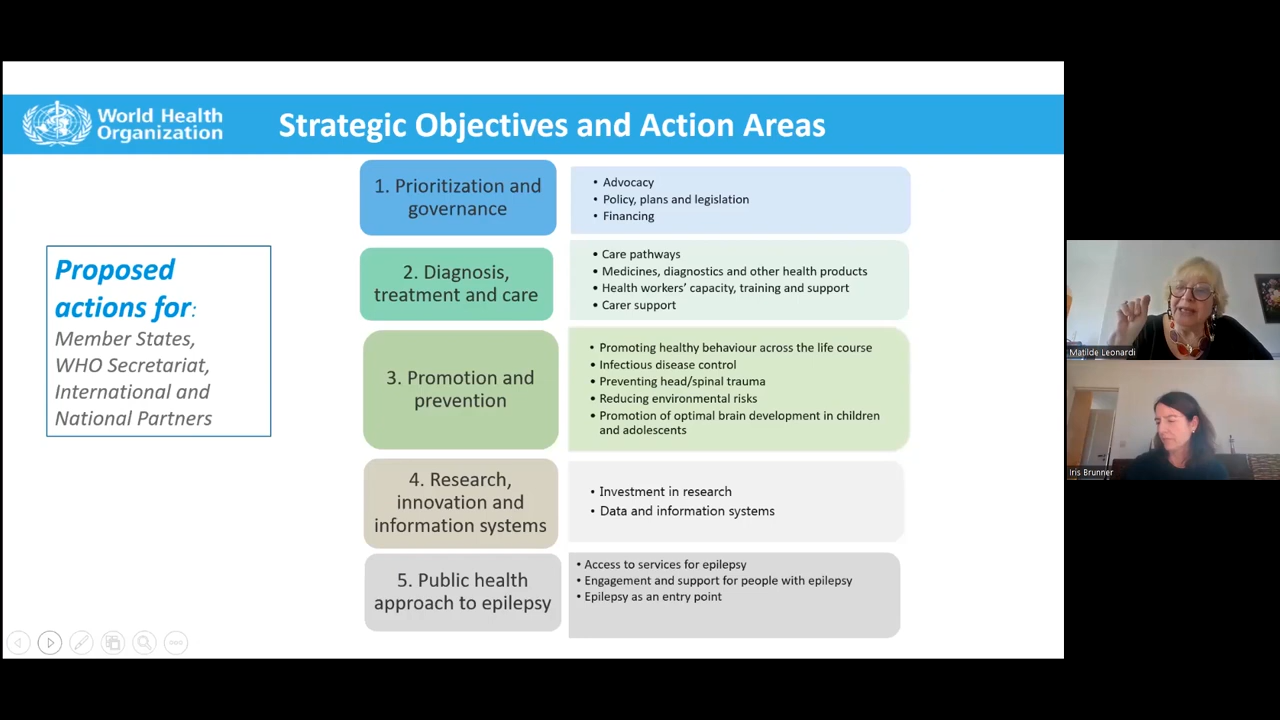 World Health
Organization
Strategic Objectives and Action Areas
Proposed
actions for:
Member States,
WHO Secretariat,
International and
National Partners
1. Prioritization and
governance
• Advocacy
• Policy, plans and legislation
• Financing
2. Diagnosis,
treatment and care
• Care pathways
• Medicines, diagnostics and other health products
• Health workers’ capacity, training and support
• Carer support
3. Promotion and
prevention
• Promoting healthy behaviour across the life course
• Infectious disease control
• Preventing head/spinal trauma
• Reducing environmental risks
• Promotion of optimal brain development in children
and adolescents
4. Research,
innovation and
information systems
• Investment in research
• Data and information systems
5. Public health
approach to epilepsy
• Access to services for epilepsy
• Engagement and support for people with epilepsy
• Epilepsy as an entry point
Matilde Leonardi
Iris Brunner